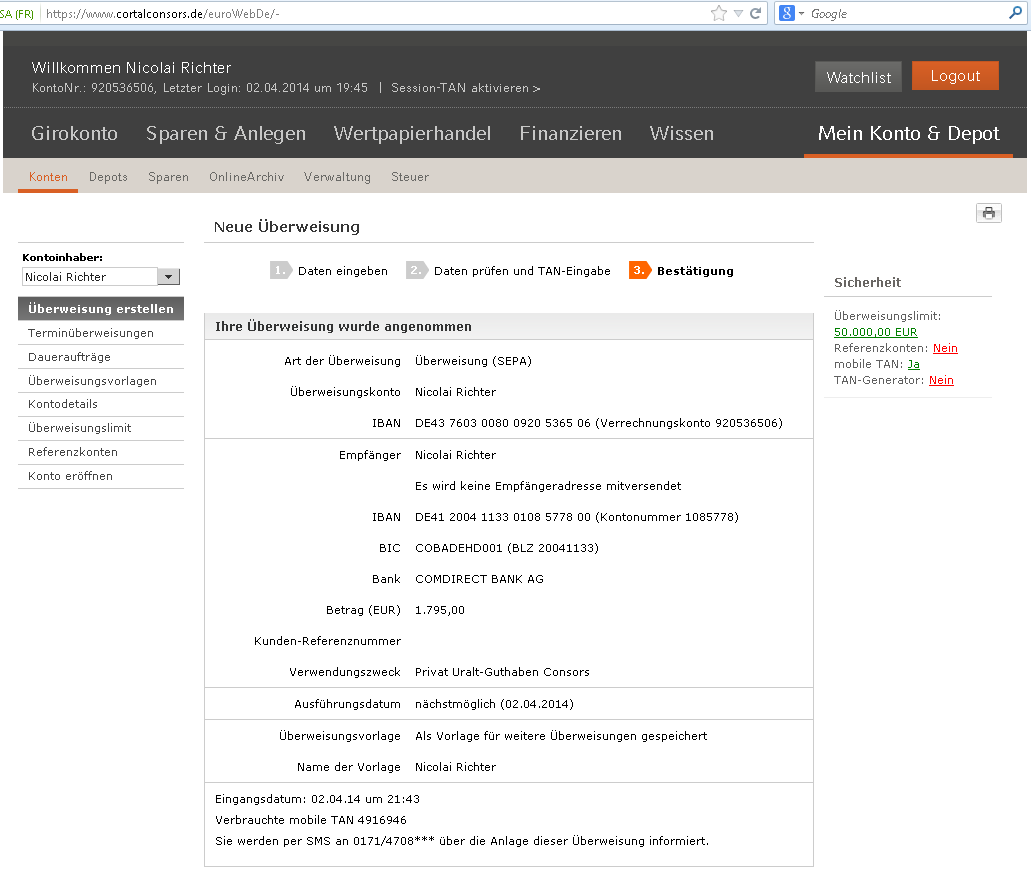 SA (FR) https://www.cortalconsors.de/euroWebDe/- Google
Willkommen Nicolai Richter
KontoNr.: 920536506, Letzter Login: 02.04.2014 um 19:45 | Session-TAN aktivieren >
Watchlist
Logout
Girokonto Sparen & Anlegen Wertpapierhandel Finanzieren Wissen Mein Konto & Depot
Konten Depots Sparen OnlineArchiv Verwaltung Steuer
Kontoinhaber:
Nicolai Richter
Überweisung erstellen
Terminüberweisungen
Daueraufträge
Überweisungsvorlagen
Kontodetails
Überweisungslimit
Referenzkonten
Konto eröffnen
Neue Überweisung
1. Daten eingeben 2. Daten prüfen und TAN-Eingabe 3. Bestätigung
Ihre Überweisung wurde angenommen
Art der Überweisung Überweisung (SEPA)
Überweisungskonto Nicolai Richter
IBAN DE43 7603 0080 0920 5365 06 (Verrechnungskonto 920536506)
Empfänger Nicolai Richter
Es wird keine Empfängeradresse mitversendet
IBAN DE41 2004 1133 0108 5778 00 (Kontonummer 1085778)
BIC COBADEHD001 (BLZ 20041133)
Bank COMDIRECT BANK AG
Betrag (EUR) 1.795,00
Kunden-Referenznummer
Verwendungszweck Privat Uralt-Guthaben Consors
Ausführungsdatum nächstmöglich (02.04.2014)
Überweisungsvorlage Als Vorlage für weitere Überweisungen gespeichert
Name der Vorlage Nicolai Richter
Eingangsdatum: 02.04.14 um 21:43
Verbrauchte mobile TAN 4916946
Sie werden per SMS an 0171/4708*** über die Anlage dieser Überweisung informiert.
Sicherheit
Überweisungslimit:
50.000,00 EUR
Referenzkonten: Nein
mobile TAN: Ja
TAN-Generator: Nein